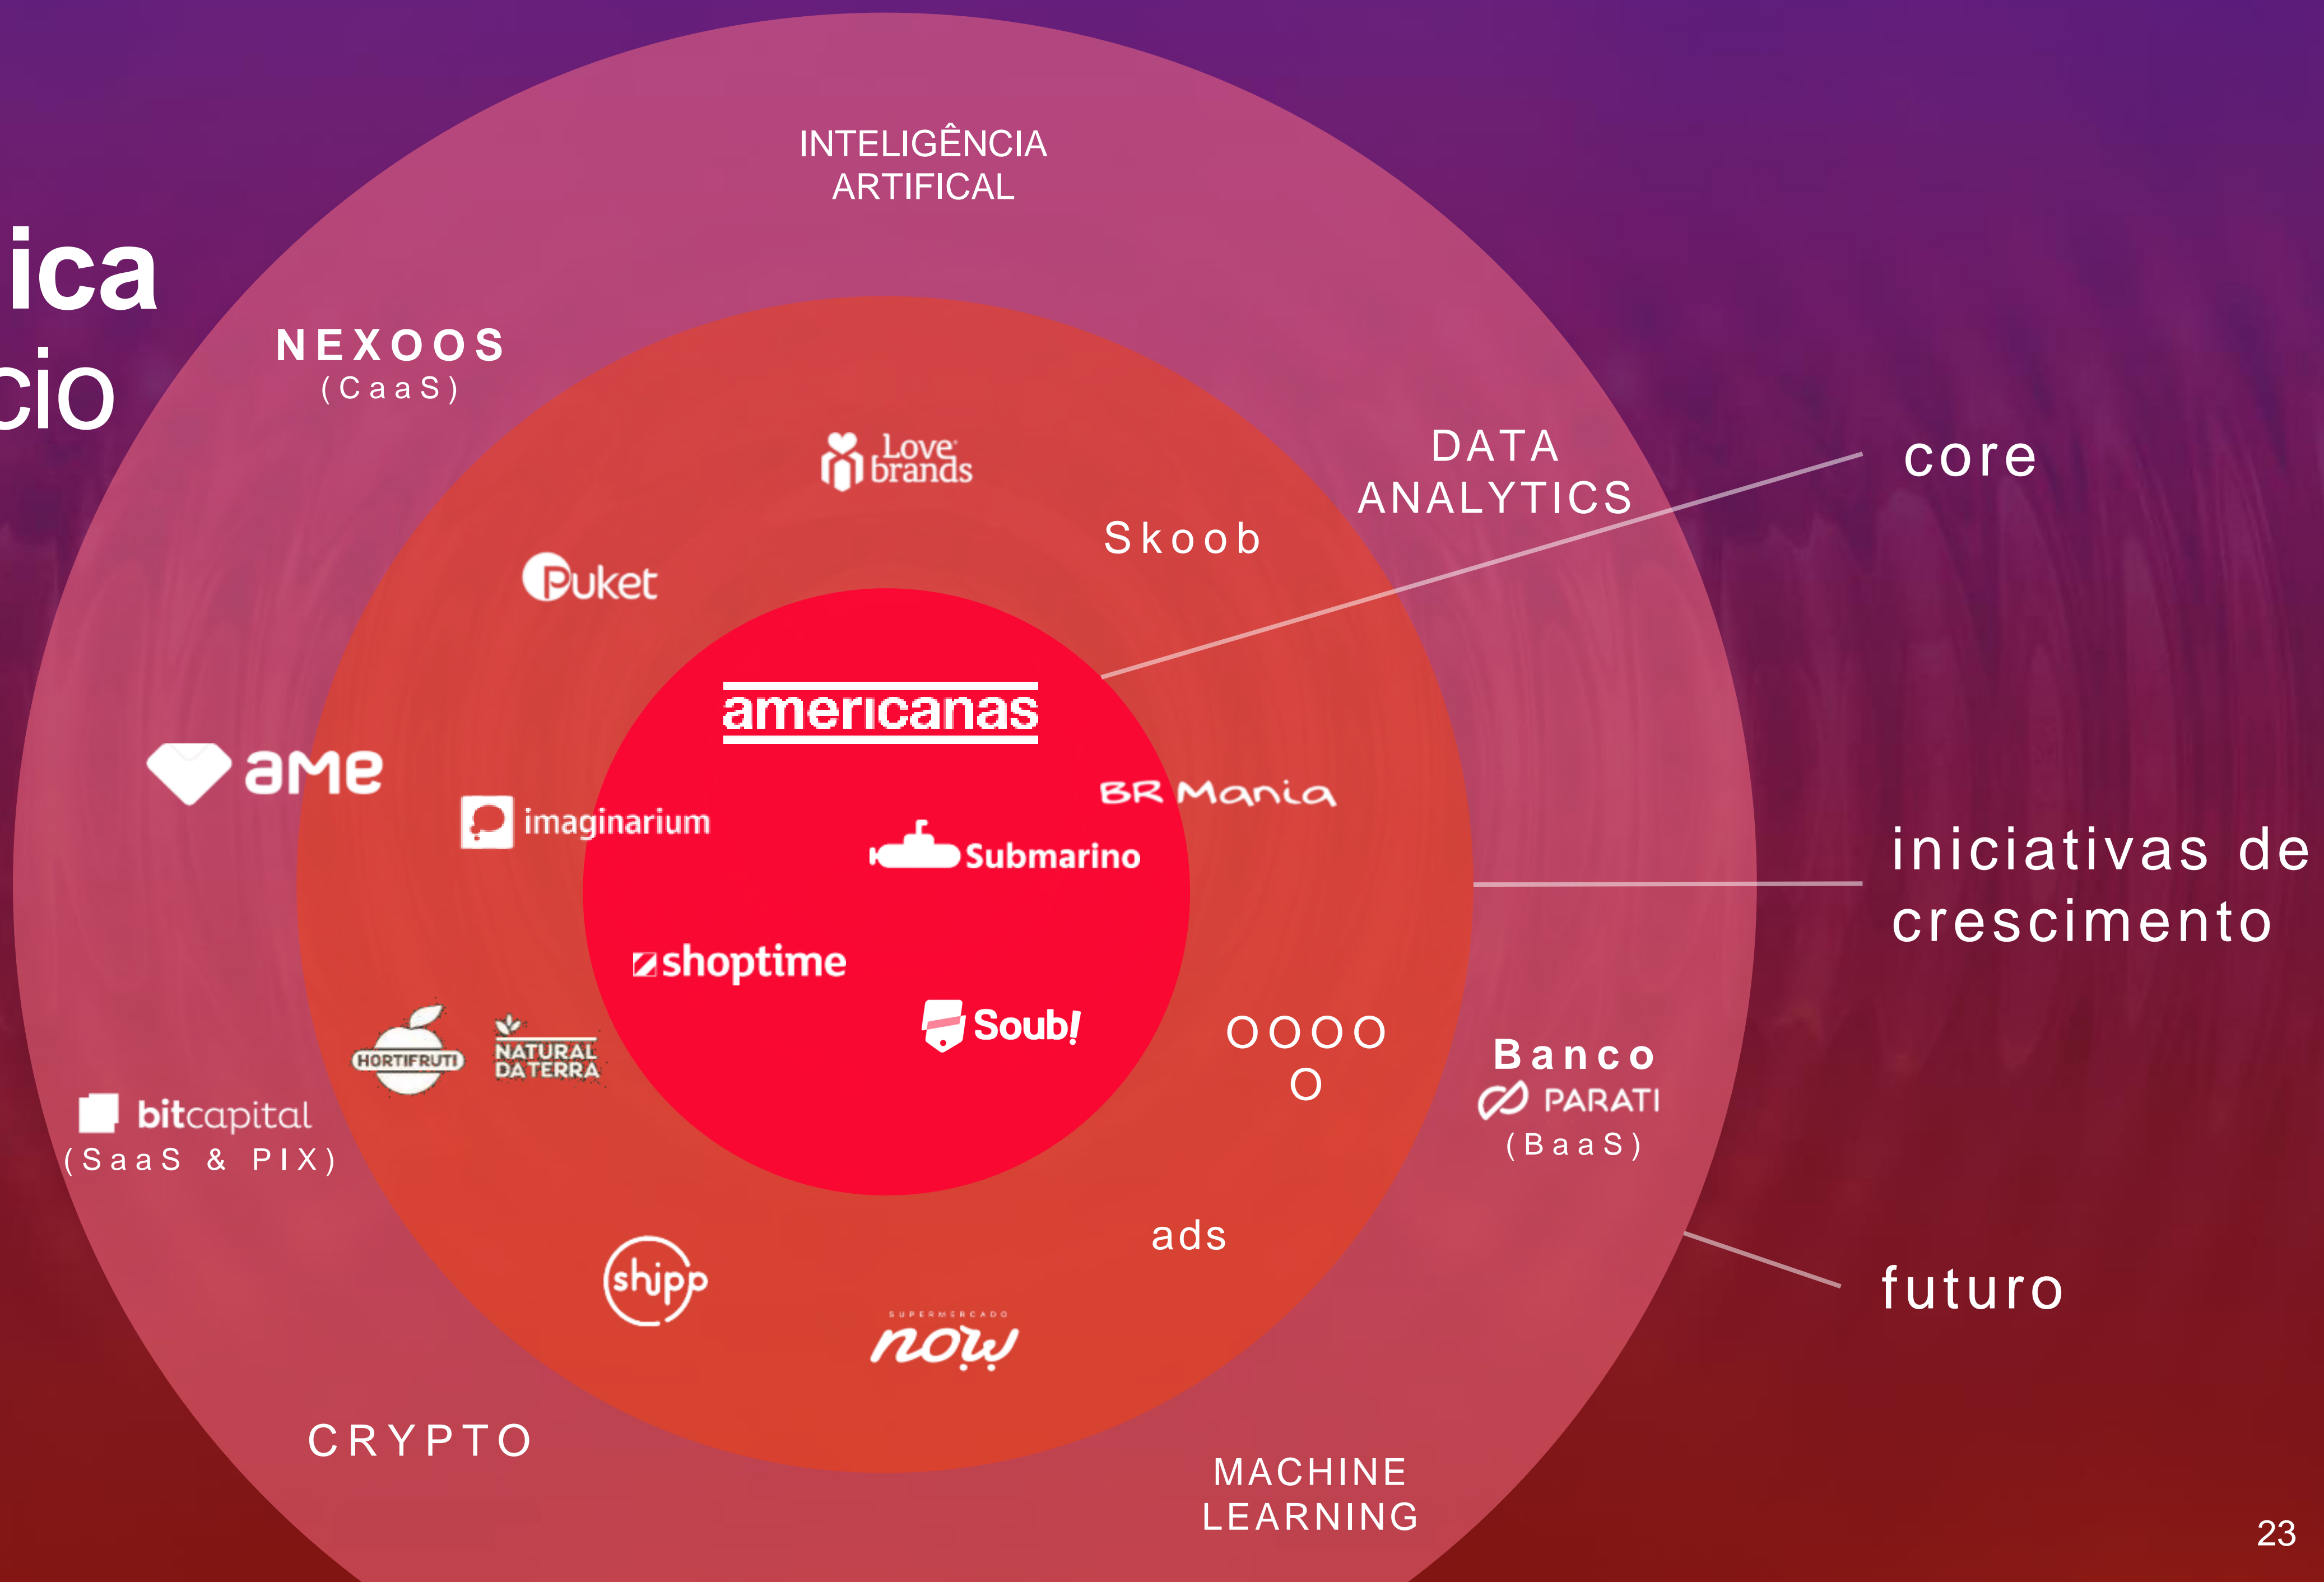 INTELIGÊNCIA
ARTIFICAL
ica
cio
NEXOOS
(CaaS)
Love
brands
DATA
ANALYTICS
core
Skoob
Puket
americanas
ame
imaginarium
BR Mania
Submarino
iniciativas de
crescimento
shoptime
Soub!
HORTIFRUTI
NATURAL
DATERRA
OOOO
O
Banco
PARATI
(BaaS)
bitcapital
(SaaS & PIX)
ads
shipp
SUPERMERCADO
now
futuro
CRYPTO
MACHINE
LEARNING
23